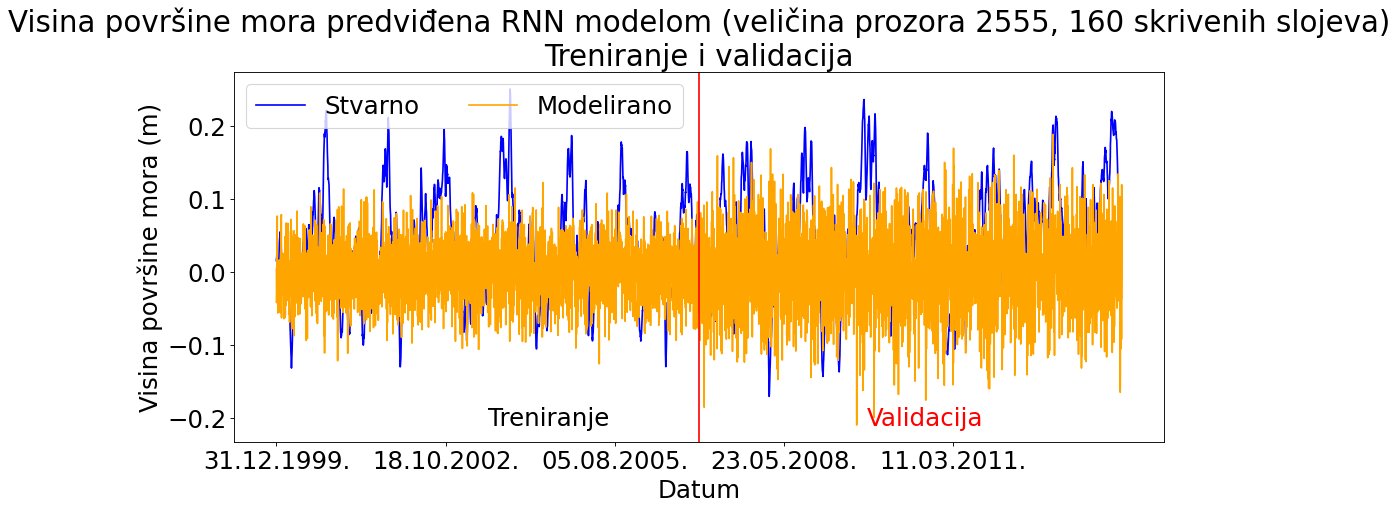 Visina površine mora predviđena RNN modelom (veličina prozora 2555, 160 skrivenih slojeva)
Treniranje i validacija
Stvarno
Modelirano
Visina površine mora (m)
0.2
0.1
0.0
−0.1
−0.2
Treniranje
Validacija
31.12.1999.
18.10.2002.
05.08.2005.
23.05.2008.
11.03.2011.
Datum